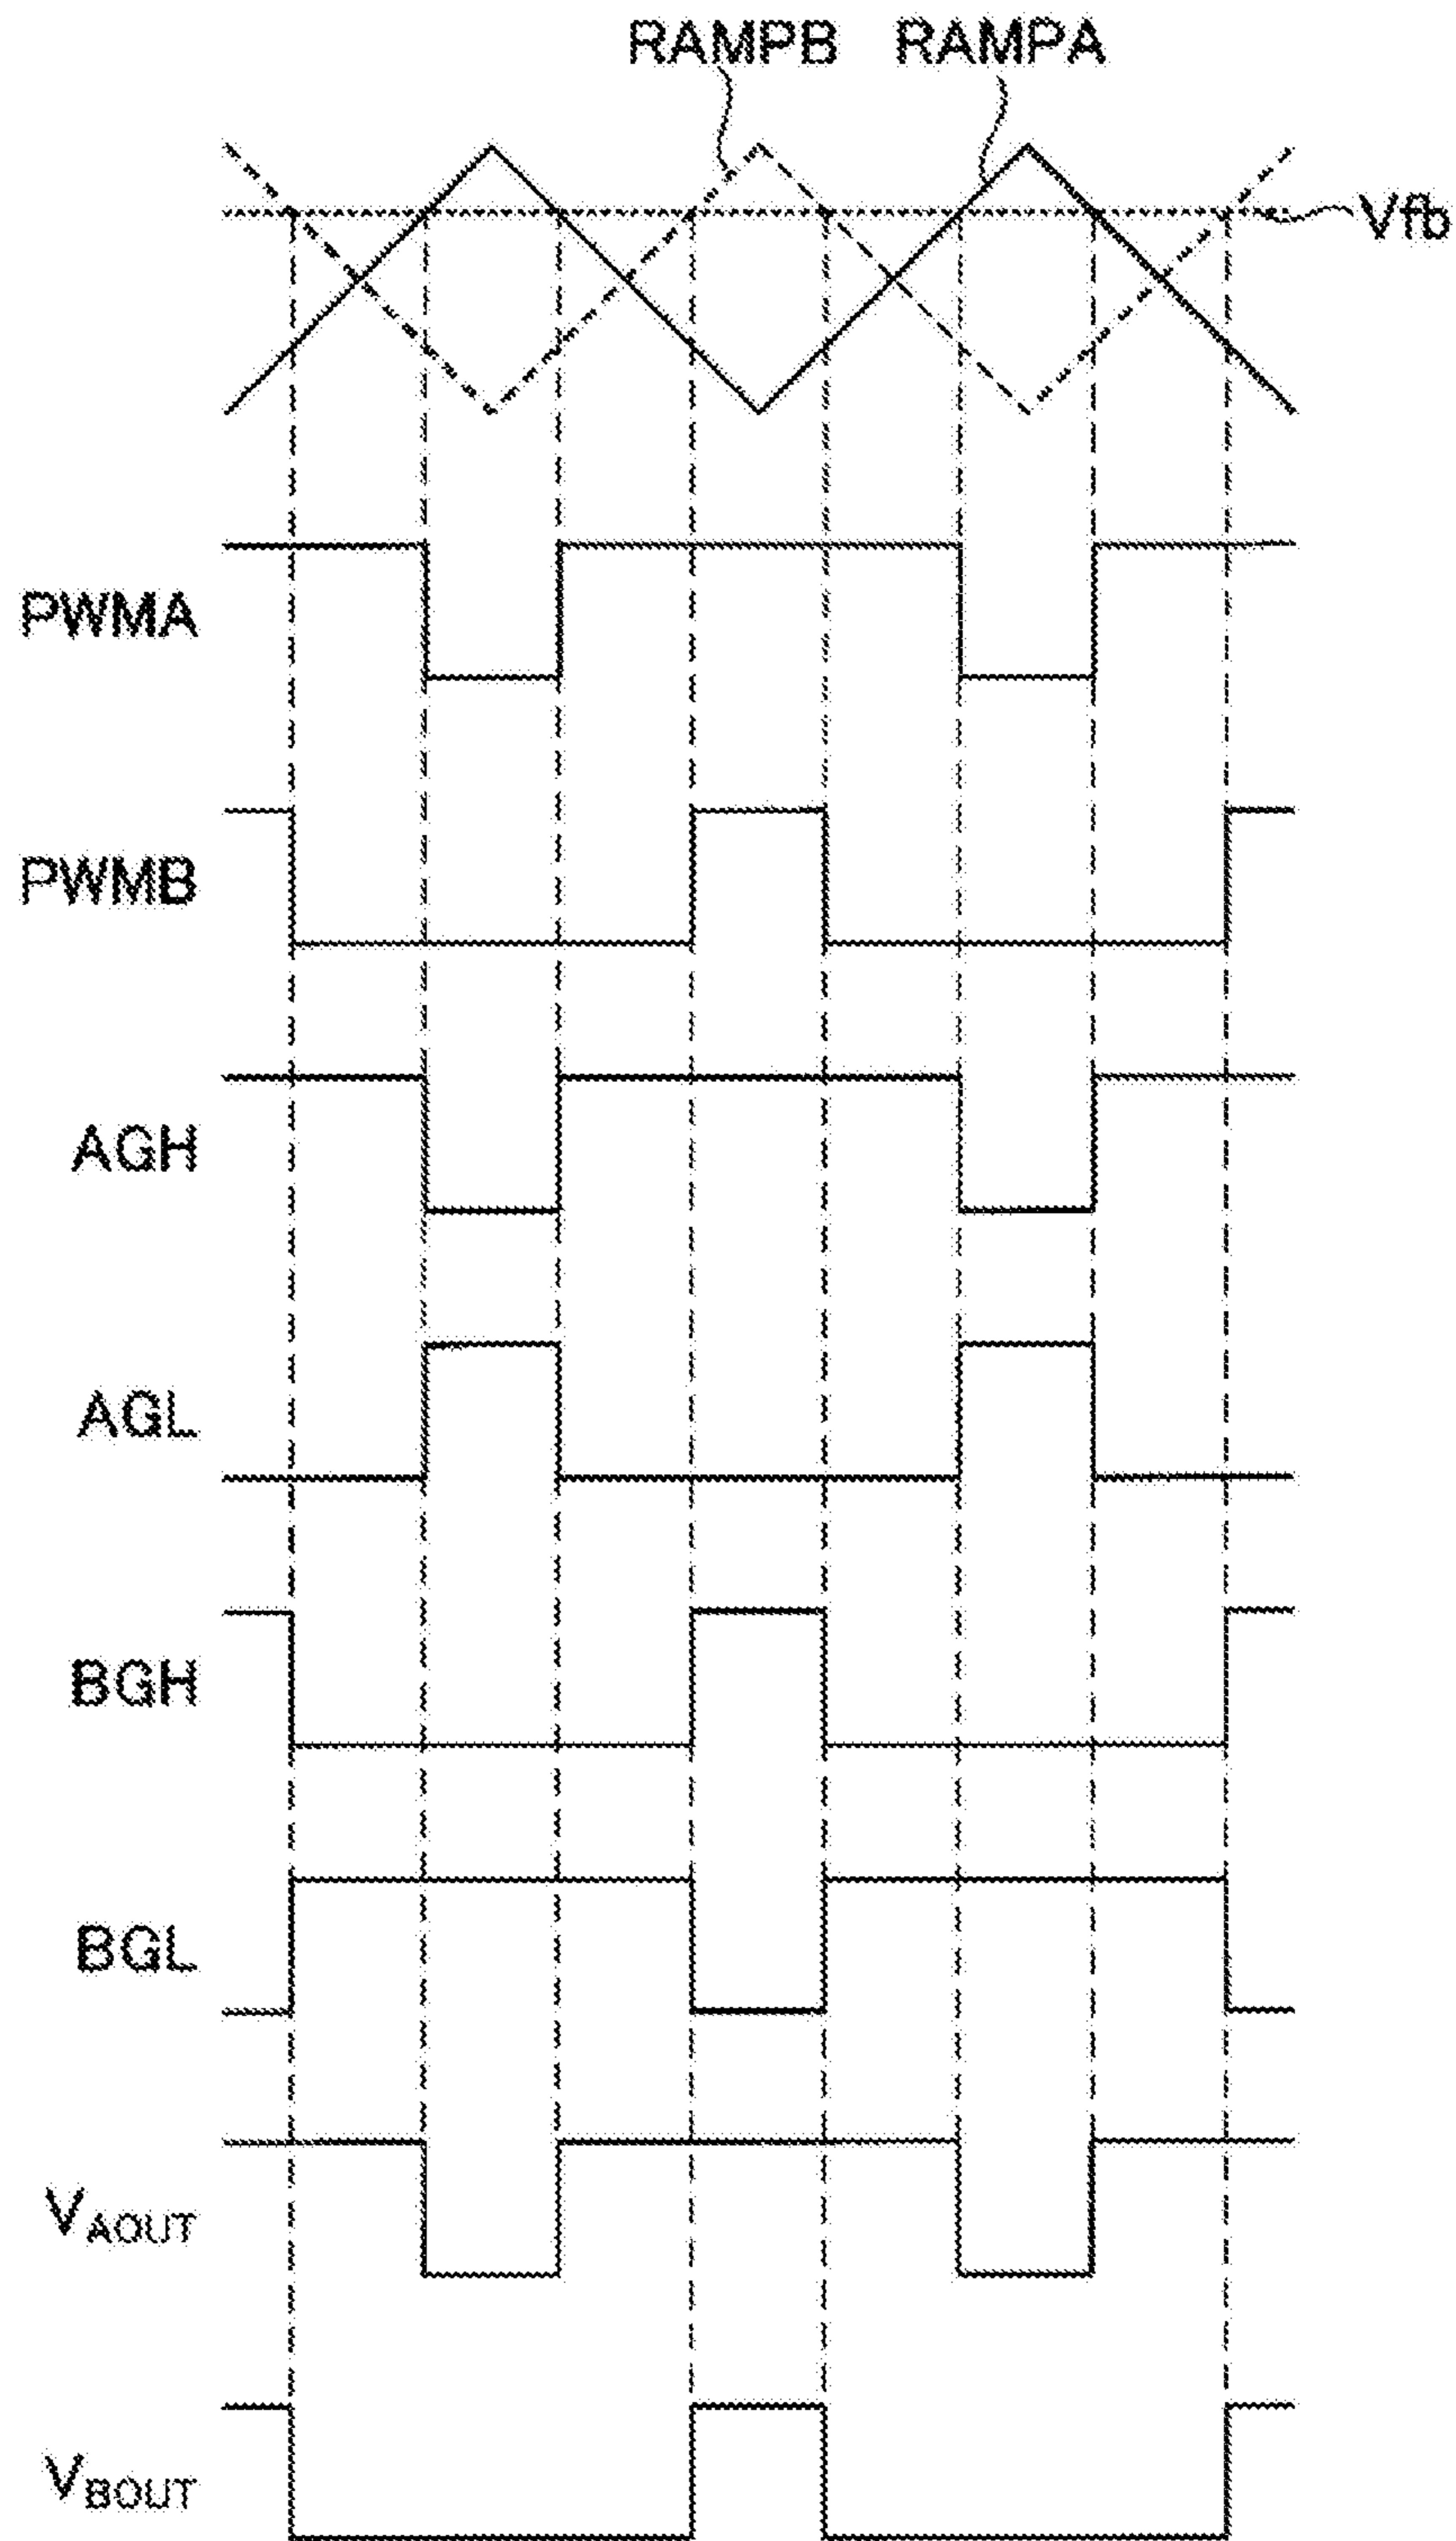 RAMPB RAMPA
Vfb
PWMA
PWMB
AGH
AGL
BGH
BGL
VAOUT
VBOUT